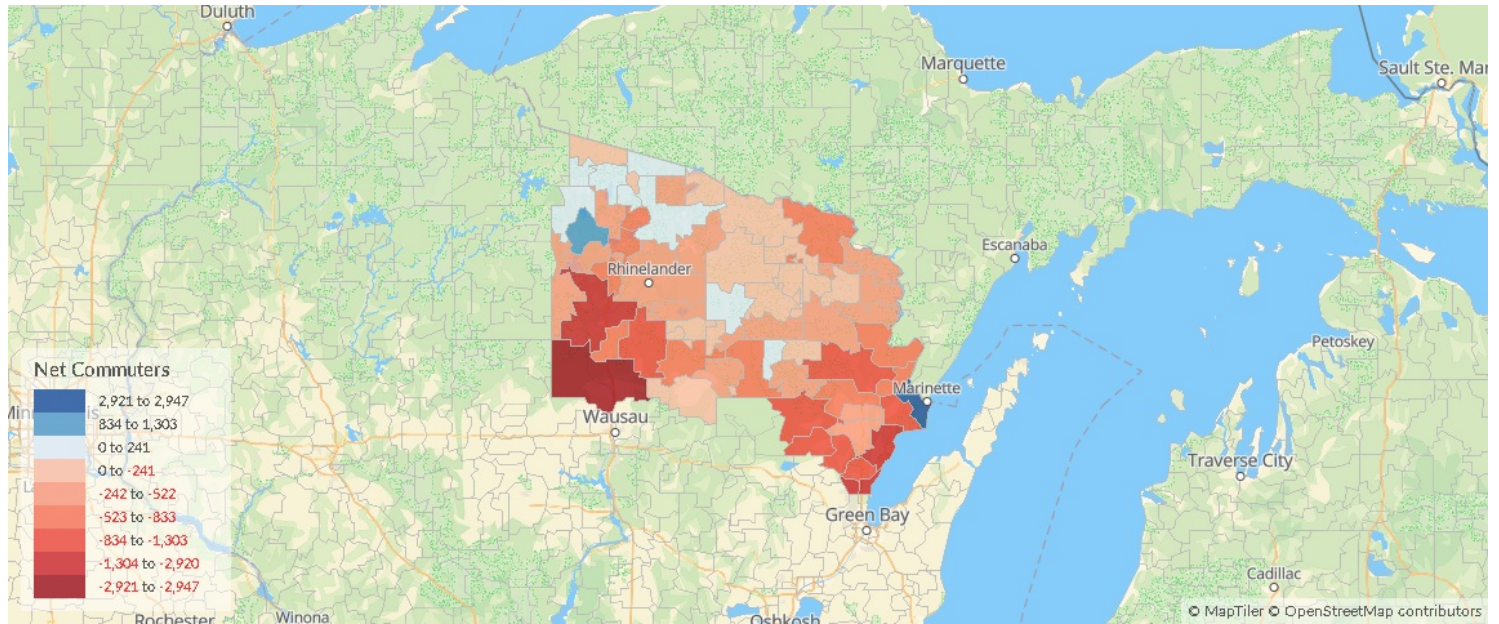 Duluth
Marquette
Sault Ste. Mar
Escanaba
Rhinelander
Petoskey
Net Commuters
2,921 to 2,947
834 to 1,303
0 to 241
0 to -241
-242 to -522
-523 to -833
-834 to -1,303
-1,304 to -2,920
-2,921 to -2,947
Marinette
Wausau
Traverse City
Green Bay
Cadillac
Rochester
Winona
Oshkosh
© MapTiler © OpenStreetMap contributors